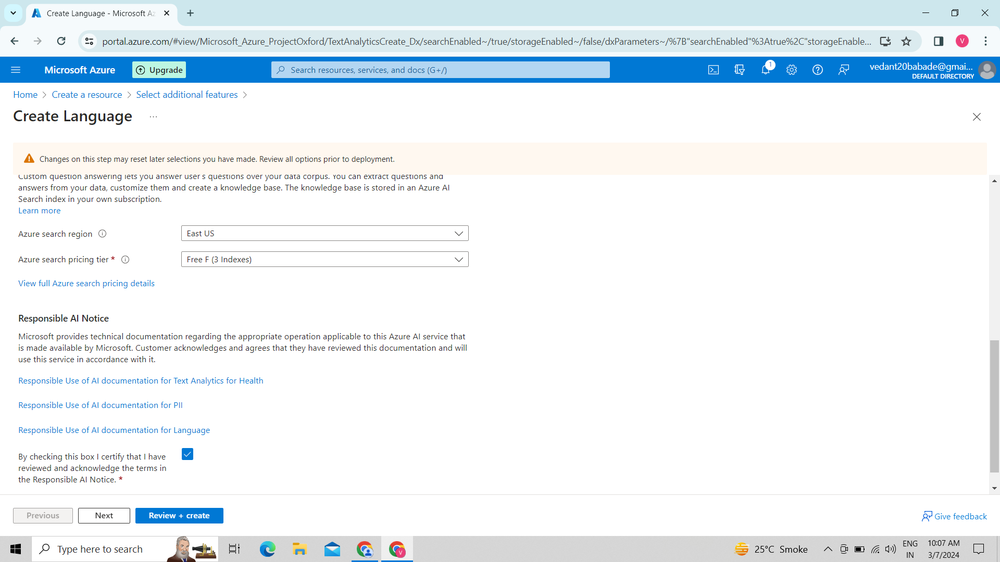 Create Language - Microsoft Az
portal.azure.com/#view/Microsoft_Azure_ProjectOxford/TextAnalyticsCreate_Dx/searchEnabled~/true/storageEnabled~/false/dxParameters~/%7B"searchEnabled"%3Atrue%2C"storageEnable...
V
Microsoft Azure
Upgrade
Search resources, services, and docs (G+/)
1
vedant20babade@gmai...
DEFAULT DIRECTORY
Home > Create a resource > Select additional features >
Create Language ...
Changes on this step may reset later selections you have made. Review all options prior to deployment.
Custom question answering lets you answer user's questions over your data corpus. You can extract questions and
answers from your data, customize them and create a knowledge base. The knowledge base is stored in an Azure AI
Search index in your own subscription.
Learn more
Azure search region
East US
Azure search pricing tier *
Free F (3 Indexes)
View full Azure search pricing details
Responsible AI Notice
Microsoft provides technical documentation regarding the appropriate operation applicable to this Azure AI service that
is made available by Microsoft. Customer acknowledges and agrees that they have reviewed this documentation and will
use this service in accordance with it.
Responsible Use of AI documentation for Text Analytics for Health
Responsible Use of AI documentation for PII
Responsible Use of AI documentation for Language
By checking this box I certify that I have
reviewed and acknowledge the terms in
the Responsible AI Notice. *
Previous
Next
Review + create
Give feedback
Type here to search
V
25°C Smoke
ENG
IN
10:07 AM
3/7/2024